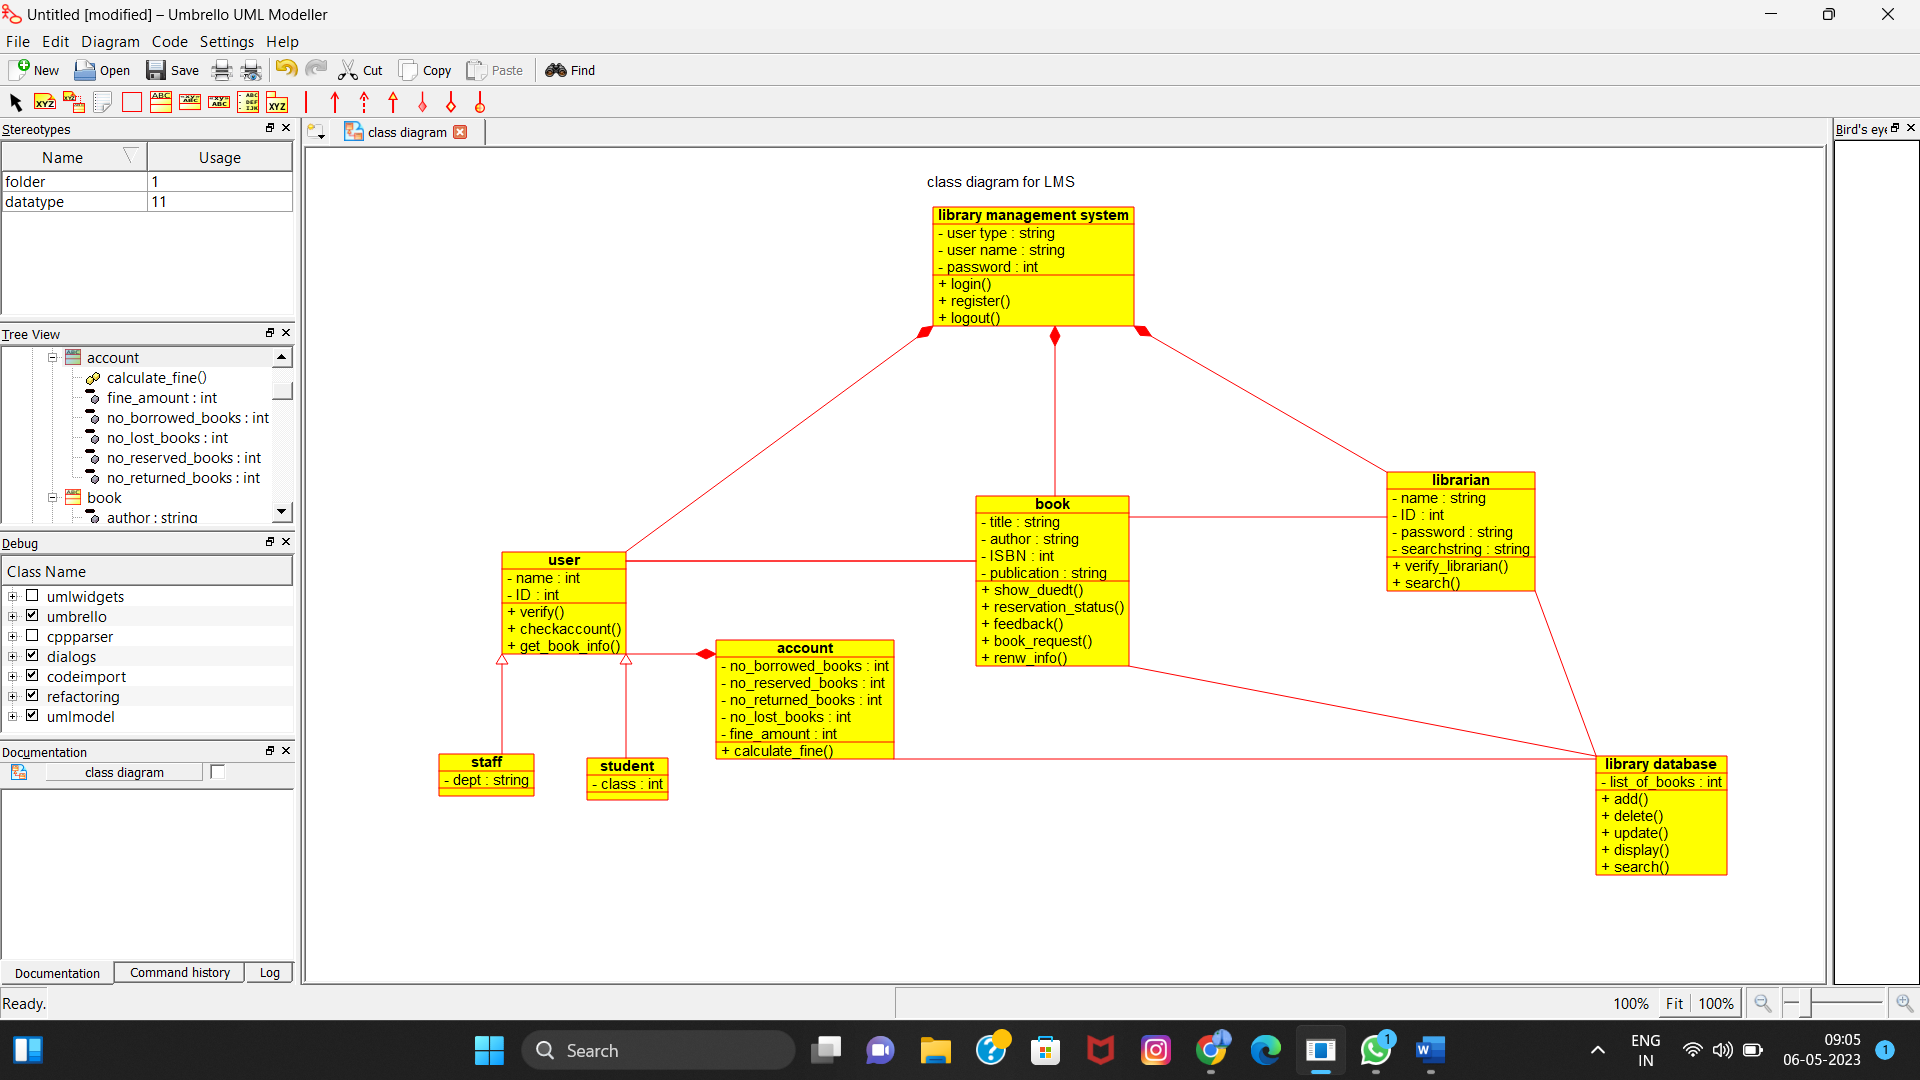 Untitled [modified] – Umbrello UML Modeller
File Edit Diagram Code Settings Help
New Open Save Cut Copy Paste Find
Stereotypes
Name Usage
folder 1
datatype 11
Tree View
account
calculate_fine()
fine_amount : int
no_borrowed_books : int
no_lost_books : int
no_reserved_books : int
no_returned_books : int
book
author : string
Debug
Class Name
umlwidgets
umbrello
cppparser
dialogs
codeimport
refactoring
umlmodel
Documentation
class diagram
Documentation Command history Log
Ready.
class diagram
class diagram for LMS
library management system
- user type : string
- user name : string
- password : int
+ login()
+ register()
+ logout()
user
- name : int
- ID : int
+ verify()
+ checkaccount()
+ get_book_info()
book
- title : string
- author : string
- ISBN : int
- publication : string
+ show_duedt()
+ reservation_status()
+ feedback()
+ book_request()
+ renw_info()
librarian
- name : string
- ID : int
- password : string
- searchstring : string
+ verify_librarian()
+ search()
account
- no_borrowed_books : int
- no_reserved_books : int
- no_returned_books : int
- no_lost_books : int
- fine_amount : int
+ calculate_fine()
staff
- dept : string
student
- class : int
library database
- list_of_books : int
+ add()
+ delete()
+ update()
+ display()
+ search()
Bird's eye
100% Fit 100%
Search
1
ENG
IN
09:05
06-05-2023
1